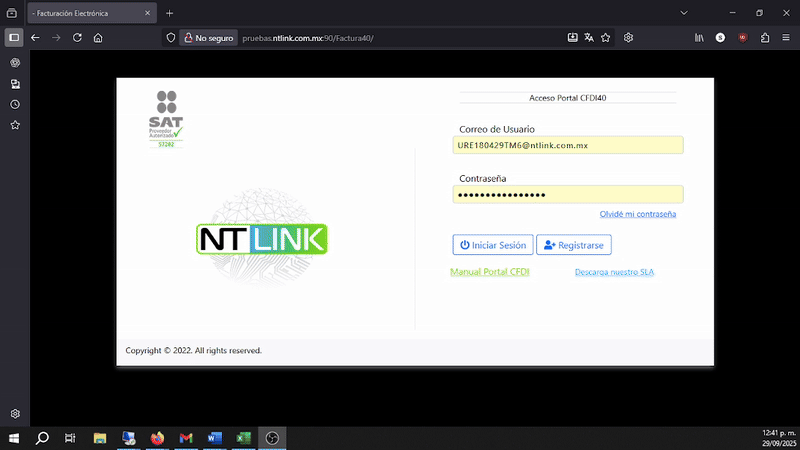 - Facturación Electrónica
No seguro
pruebas.ntlink.com.mx:90/Factura40/
SAT
Proveedor
Autorizado
57202
NT LINK
Acceso Portal CFDI40
Correo de Usuario
URE180429TM6@ntlink.com.mx
Contraseña
••••••••••••••••
Olvidé mi contraseña
Iniciar Sesión
Registrarse
Manual Portal CFDI
Descarga nuestro SLA
Copyright © 2022. All rights reserved.
12:41 p. m.
29/09/2025